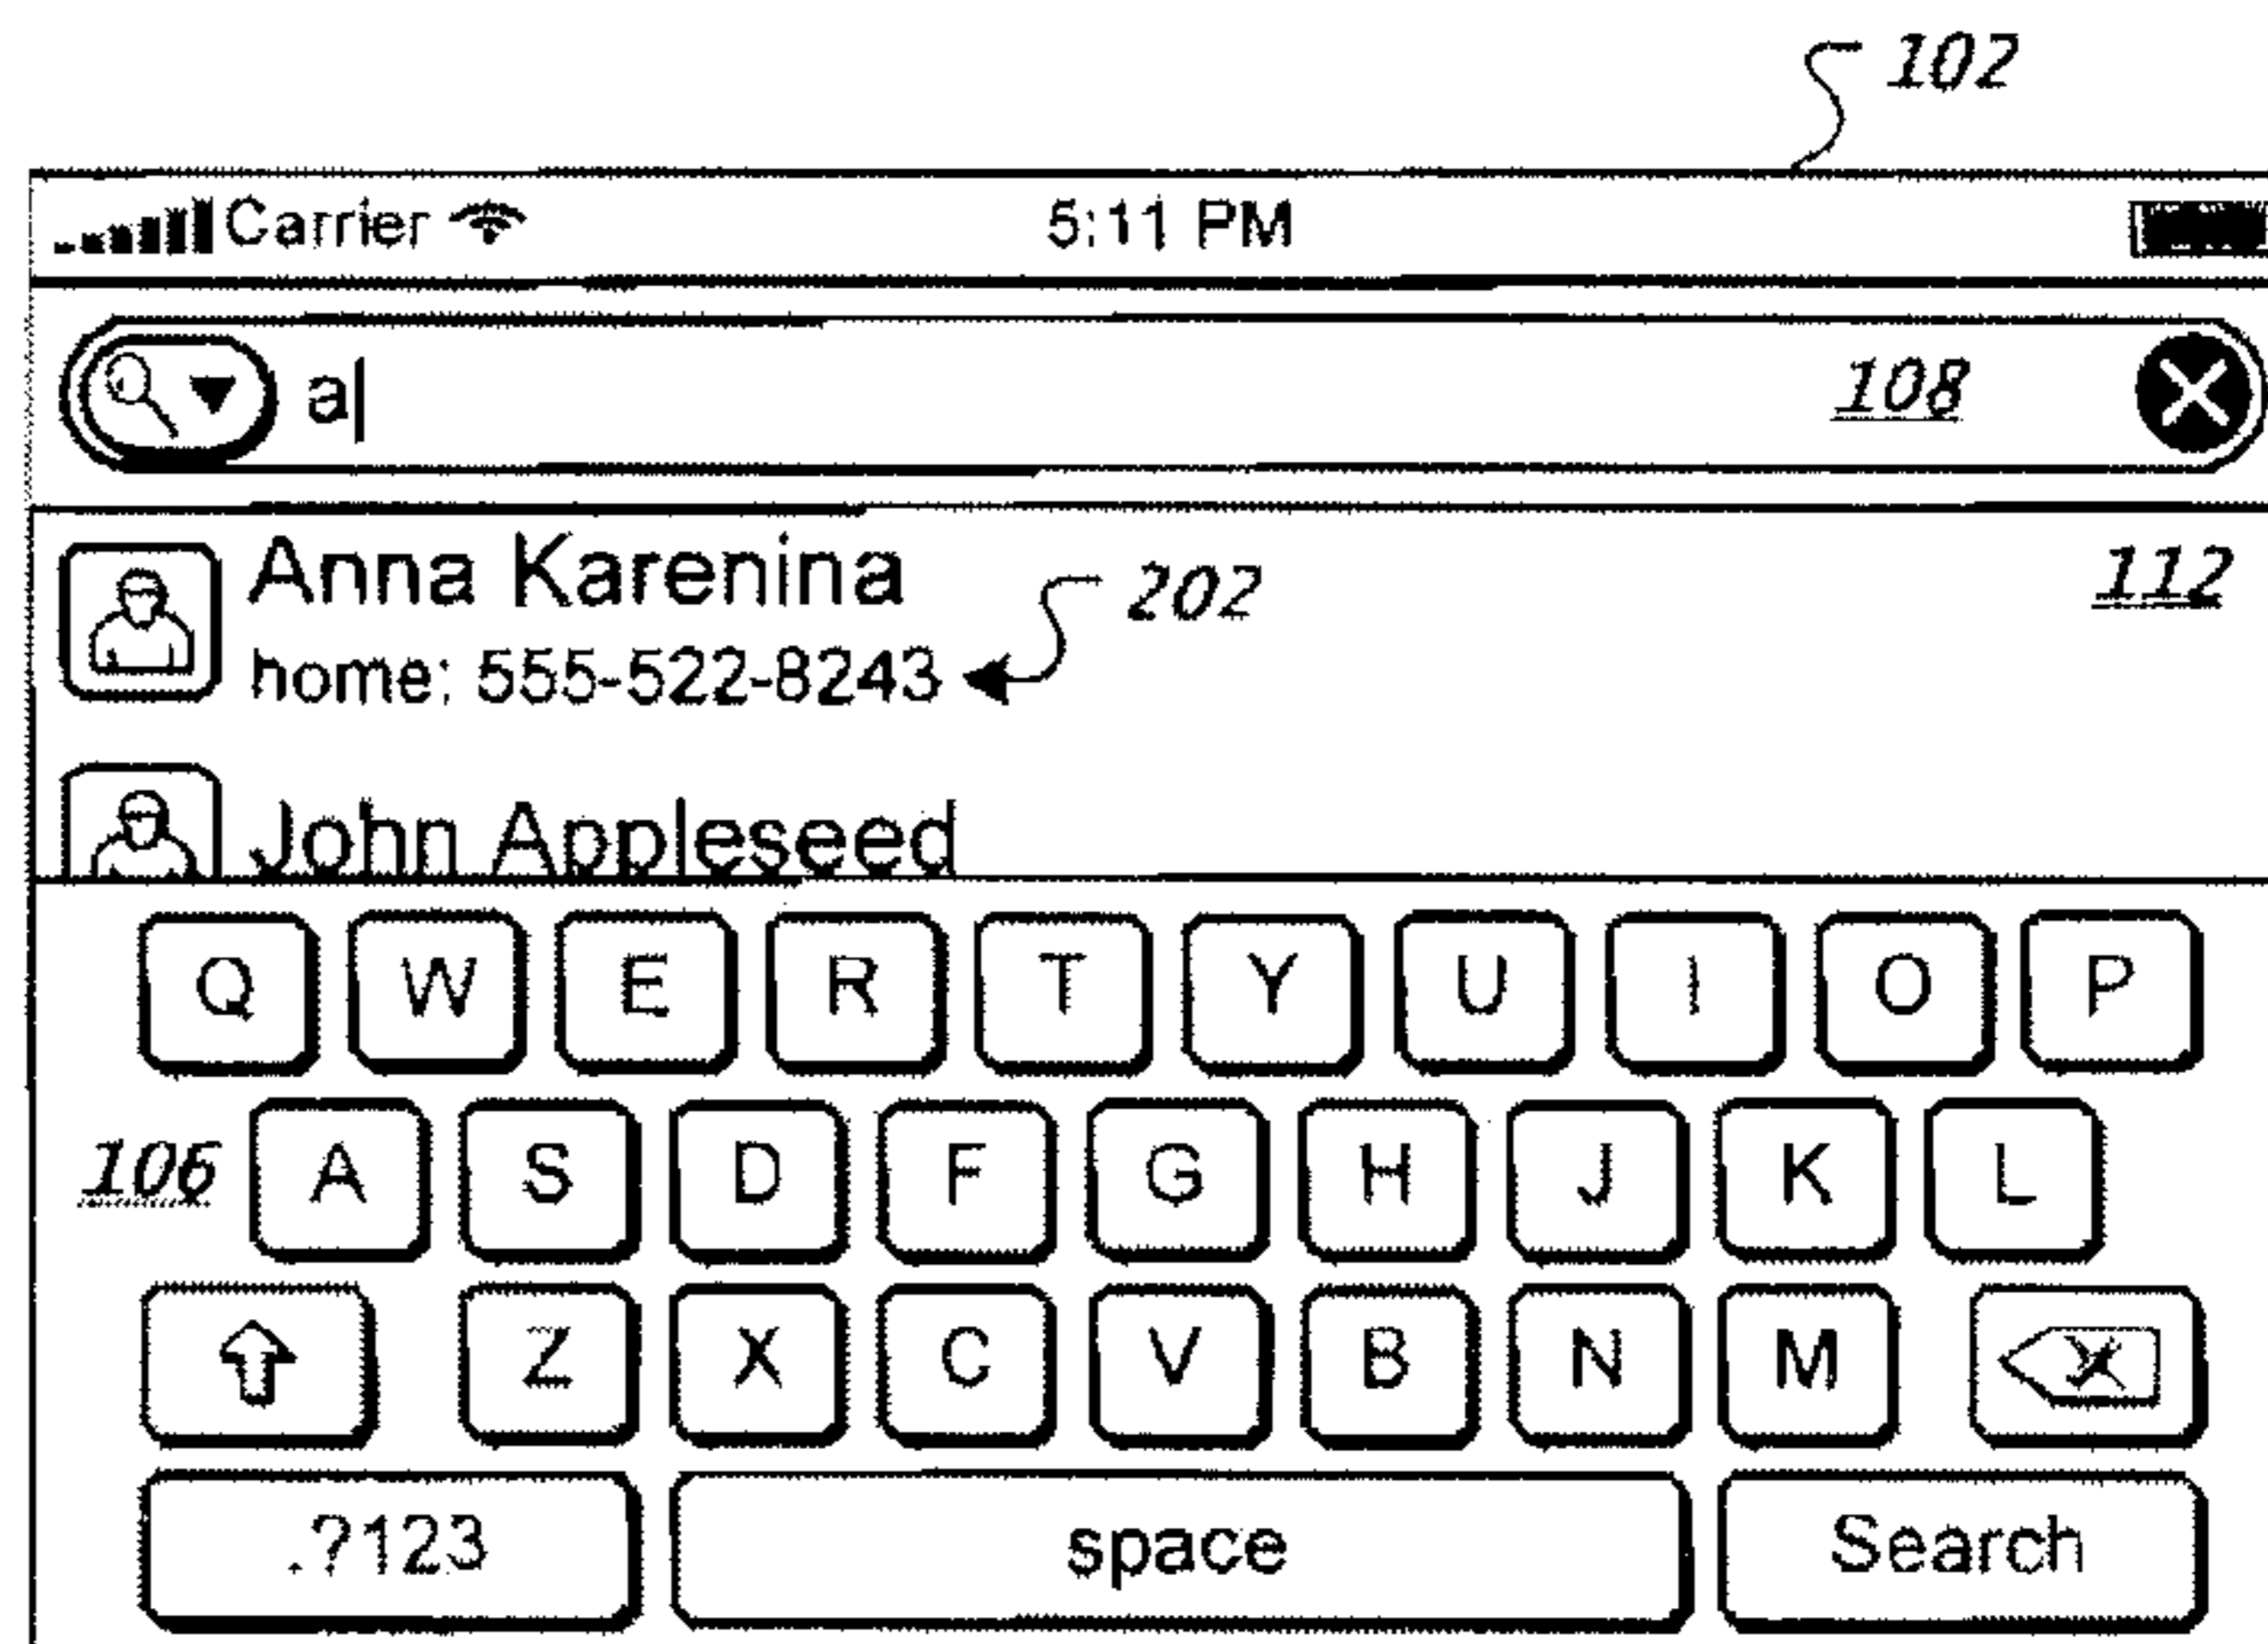 102
Carrier 5:11 PM
a 108
Anna Karenina 112
home: 555-522-8243 202
John Appleseed
Q W E R T Y U I O P
106 A S D F G H J K L
Z X C V B N M
.?123 space Search